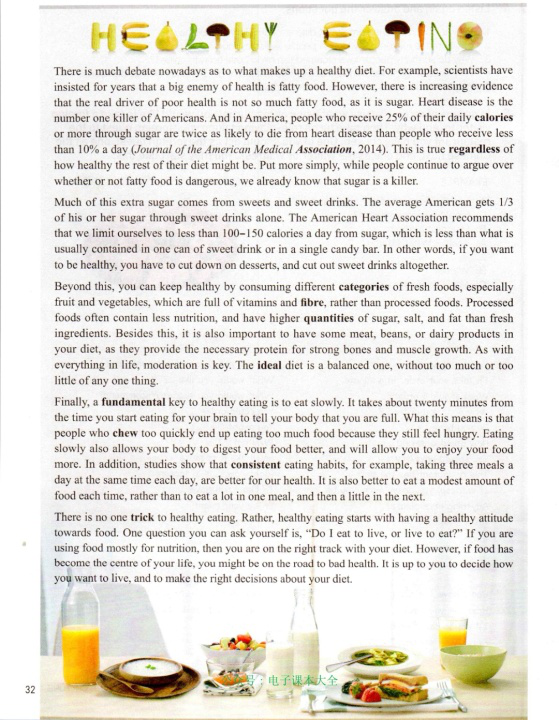 HEALTHY EATING
There is much debate nowadays as to what makes up a healthy diet. For example, scientists have
insisted for years that a big enemy of health is fatty food. However, there is increasing evidence
that the real driver of poor health is not so much fatty food, as it is sugar. Heart disease is the
number one killer of Americans. And in America, people who receive 25% of their daily calories
or more through sugar are twice as likely to die from heart disease than people who receive less
than 10% a day (Journal of the American Medical Association, 2014). This is true regardless of
how healthy the rest of their diet might be. Put more simply, while people continue to argue over
whether or not fatty food is dangerous, we already know that sugar is a killer.
Much of this extra sugar comes from sweets and sweet drinks. The average American gets 1/3
of his or her sugar through sweet drinks alone. The American Heart Association recommends
that we limit ourselves to less than 100–150 calories a day from sugar, which is less than what is
usually contained in one can of sweet drink or in a single candy bar. In other words, if you want
to be healthy, you have to cut down on desserts, and cut out sweet drinks altogether.
Beyond this, you can keep healthy by consuming different categories of fresh foods, especially
fruit and vegetables, which are full of vitamins and fibre, rather than processed foods. Processed
foods often contain less nutrition, and have higher quantities of sugar, salt, and fat than fresh
ingredients. Besides this, it is also important to have some meat, beans, or dairy products in
your diet, as they provide the necessary protein for strong bones and muscle growth. As with
everything in life, moderation is key. The ideal diet is a balanced one, without too much or too
little of any one thing.
Finally, a fundamental key to healthy eating is to eat slowly. It takes about twenty minutes from
the time you start eating for your brain to tell your body that you are full. What this means is that
people who chew too quickly end up eating too much food because they still feel hungry. Eating
slowly also allows your body to digest your food better, and will allow you to enjoy your food
more. In addition, studies show that consistent eating habits, for example, taking three meals a
day at the same time each day, are better for our health. It is also better to eat a modest amount of
food each time, rather than to eat a lot in one meal, and then a little in the next.
There is no one trick to healthy eating. Rather, healthy eating starts with having a healthy attitude
towards food. One question you can ask yourself is, “Do I eat to live, or live to eat?” If you are
using food mostly for nutrition, then you are on the right track with your diet. However, if food has
become the centre of your life, you might be on the road to bad health. It is up to you to decide how
you want to live, and to make the right decisions about your diet.
号：电子课本大全
32